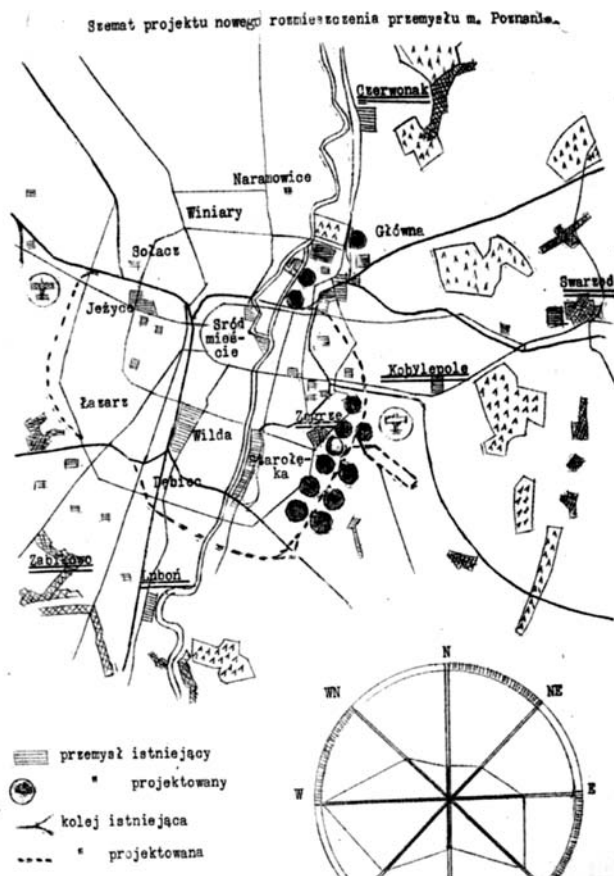 Szemat projektu nowego rozmieszczenia przemysłu m. Poznania.
Czerwonak
Naramowice
Winiary
Główna
Sołacz
Swarzęd
Jeżyce
Śród
mieś-
cie
Kobylepole
Łazarz
Zegrze
Wilda
Starołę-
ka
Dębiec
Żabikowo
Luboń
N
WN
NE
W
E
przemysł istniejący
" projektowany
kolej istniejąca
" projektowana